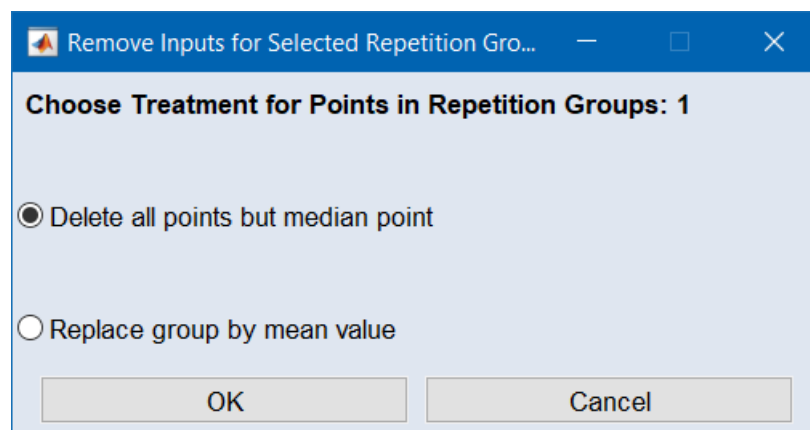 Remove Inputs for Selected Repetition Gro...
Choose Treatment for Points in Repetition Groups: 1
Delete all points but median point
Replace group by mean value
OK Cancel